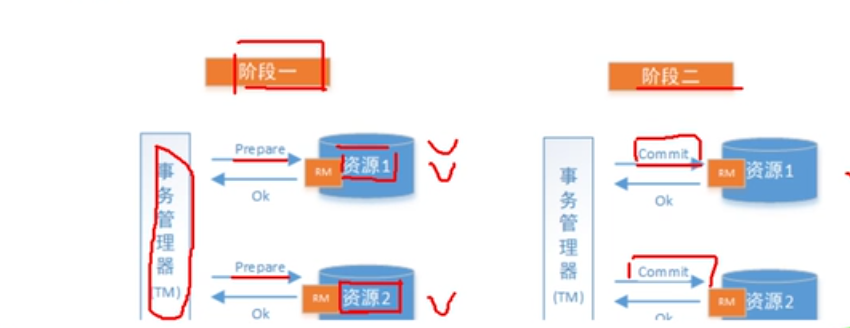 阶段一
阶段二
事务管理器
(TM)
Prepare
Ok
RM
资源1
Prepare
Ok
RM
资源2
事务管理器
(TM)
Commit
Ok
RM
资源1
Commit
Ok
RM
资源2